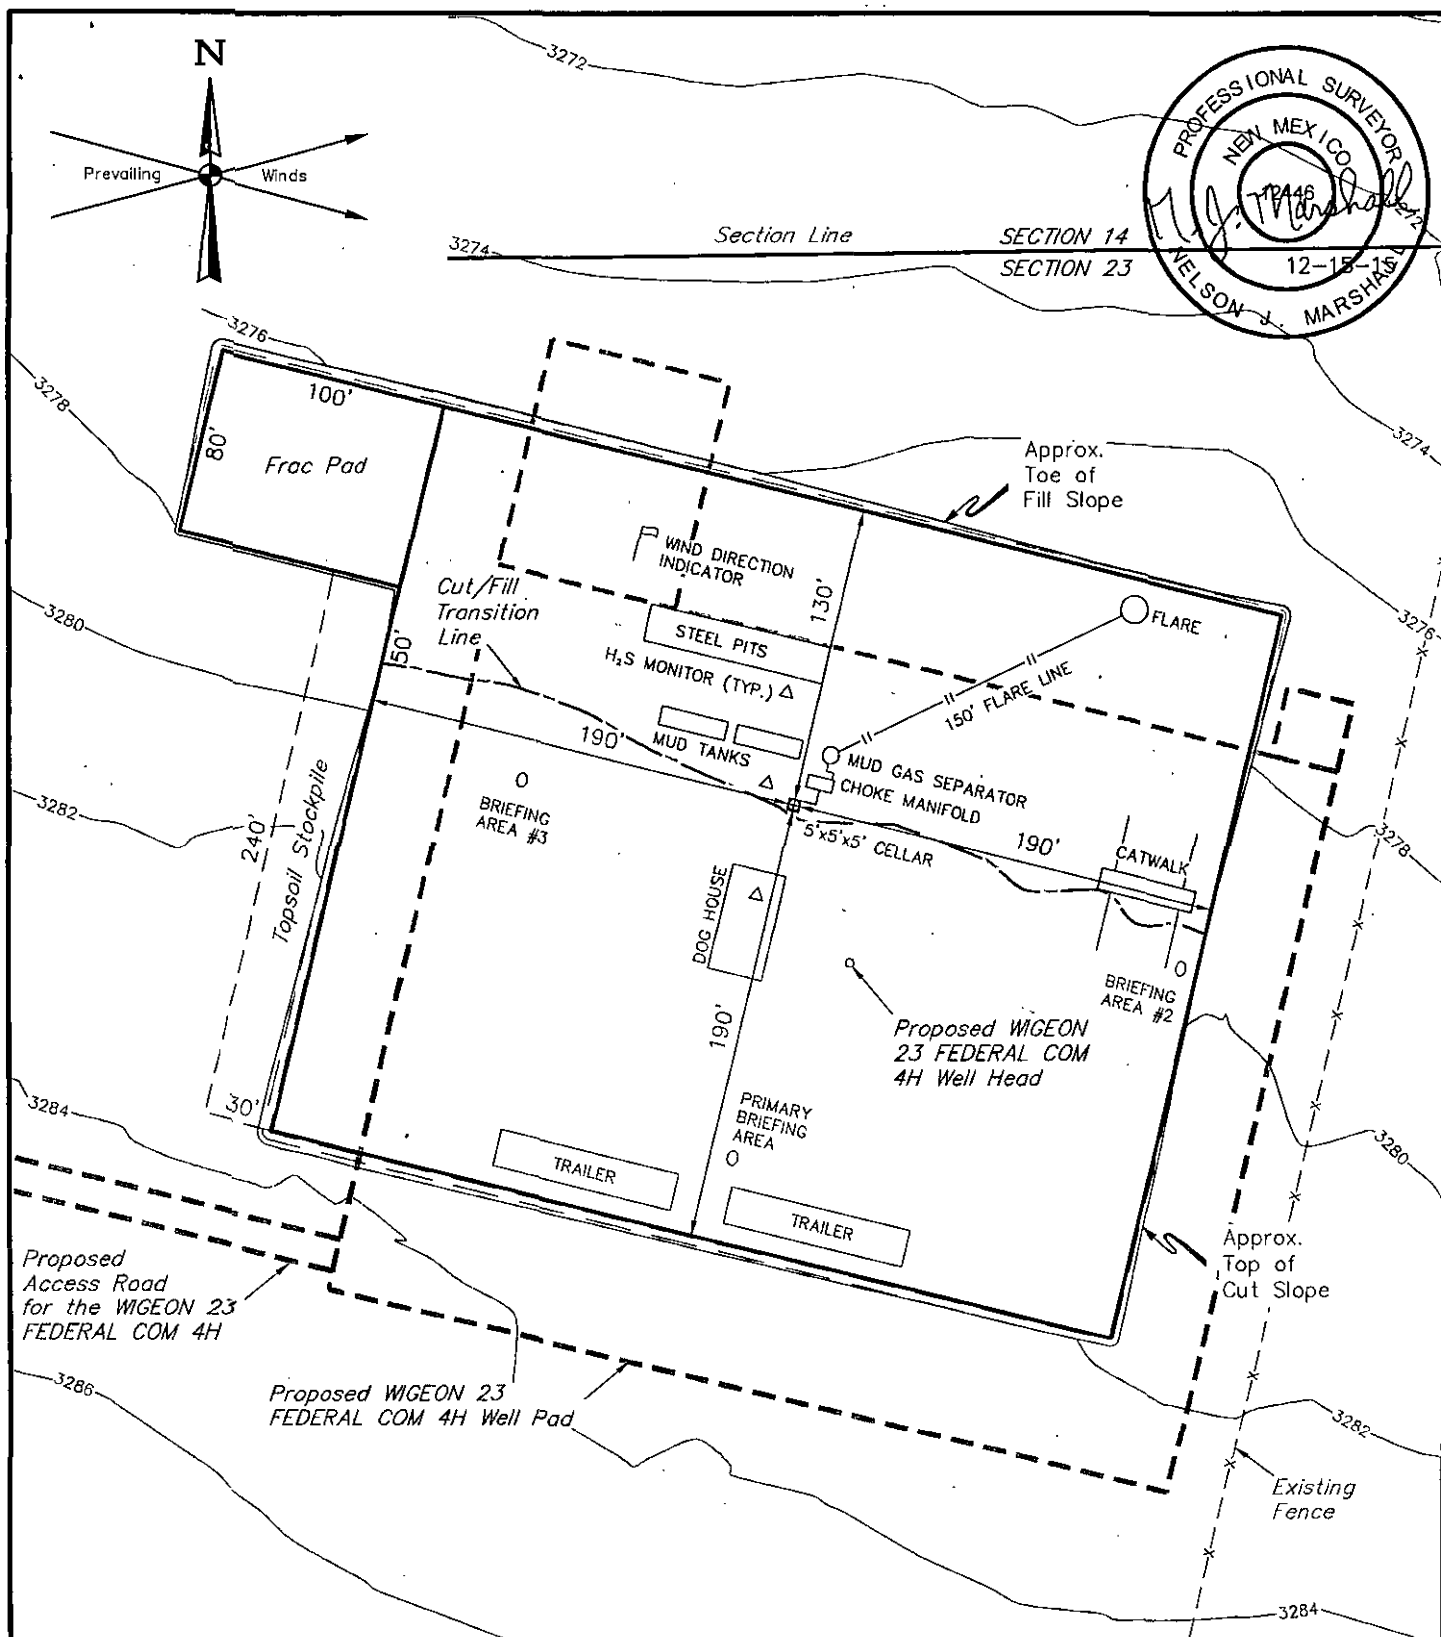 N
Prevailing Winds
3272
PROFESSIONAL SURVEYOR
NEW MEXICO
12446
N.J. Marshall
3272
12-15-15
NELSON J. MARSHALL
3274
Section Line
SECTION 14
SECTION 23
3276
3278
100'
80'
Frac Pad
Approx.
Toe of
Fill Slope
3274
WIND DIRECTION
INDICATOR
130'
Cut/Fill
Transition
Line
50'
STEEL PITS
H₂S MONITOR (TYP.)
FLARE
150' FLARE LINE
3276
3280
190'
MUD TANKS
MUD GAS SEPARATOR
CHOKE MANIFOLD
5'x5'x5' CELLAR
190'
CATWALK
3278
3282
240'
Topsoil Stockpile
BRIEFING
AREA #3
DOG HOUSE
BRIEFING
AREA #2
190'
Proposed WIGEON
23 FEDERAL COM
4H Well Head
3284
30'
PRIMARY
BRIEFING
AREA
3280
TRAILER
TRAILER
Approx.
Top of
Cut Slope
Proposed
Access Road
for the WIGEON 23
FEDERAL COM 4H
3286
Proposed WIGEON 23
FEDERAL COM 4H Well Pad
3282
Existing
Fence
3284